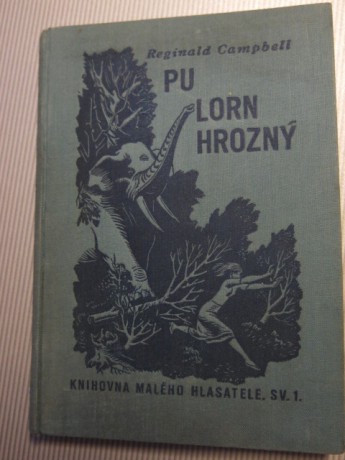 Reginald Campbell
PU
LORN
HROZNÝ
KNIHOVNA MALÉHO HLASATELE. SV. 1.